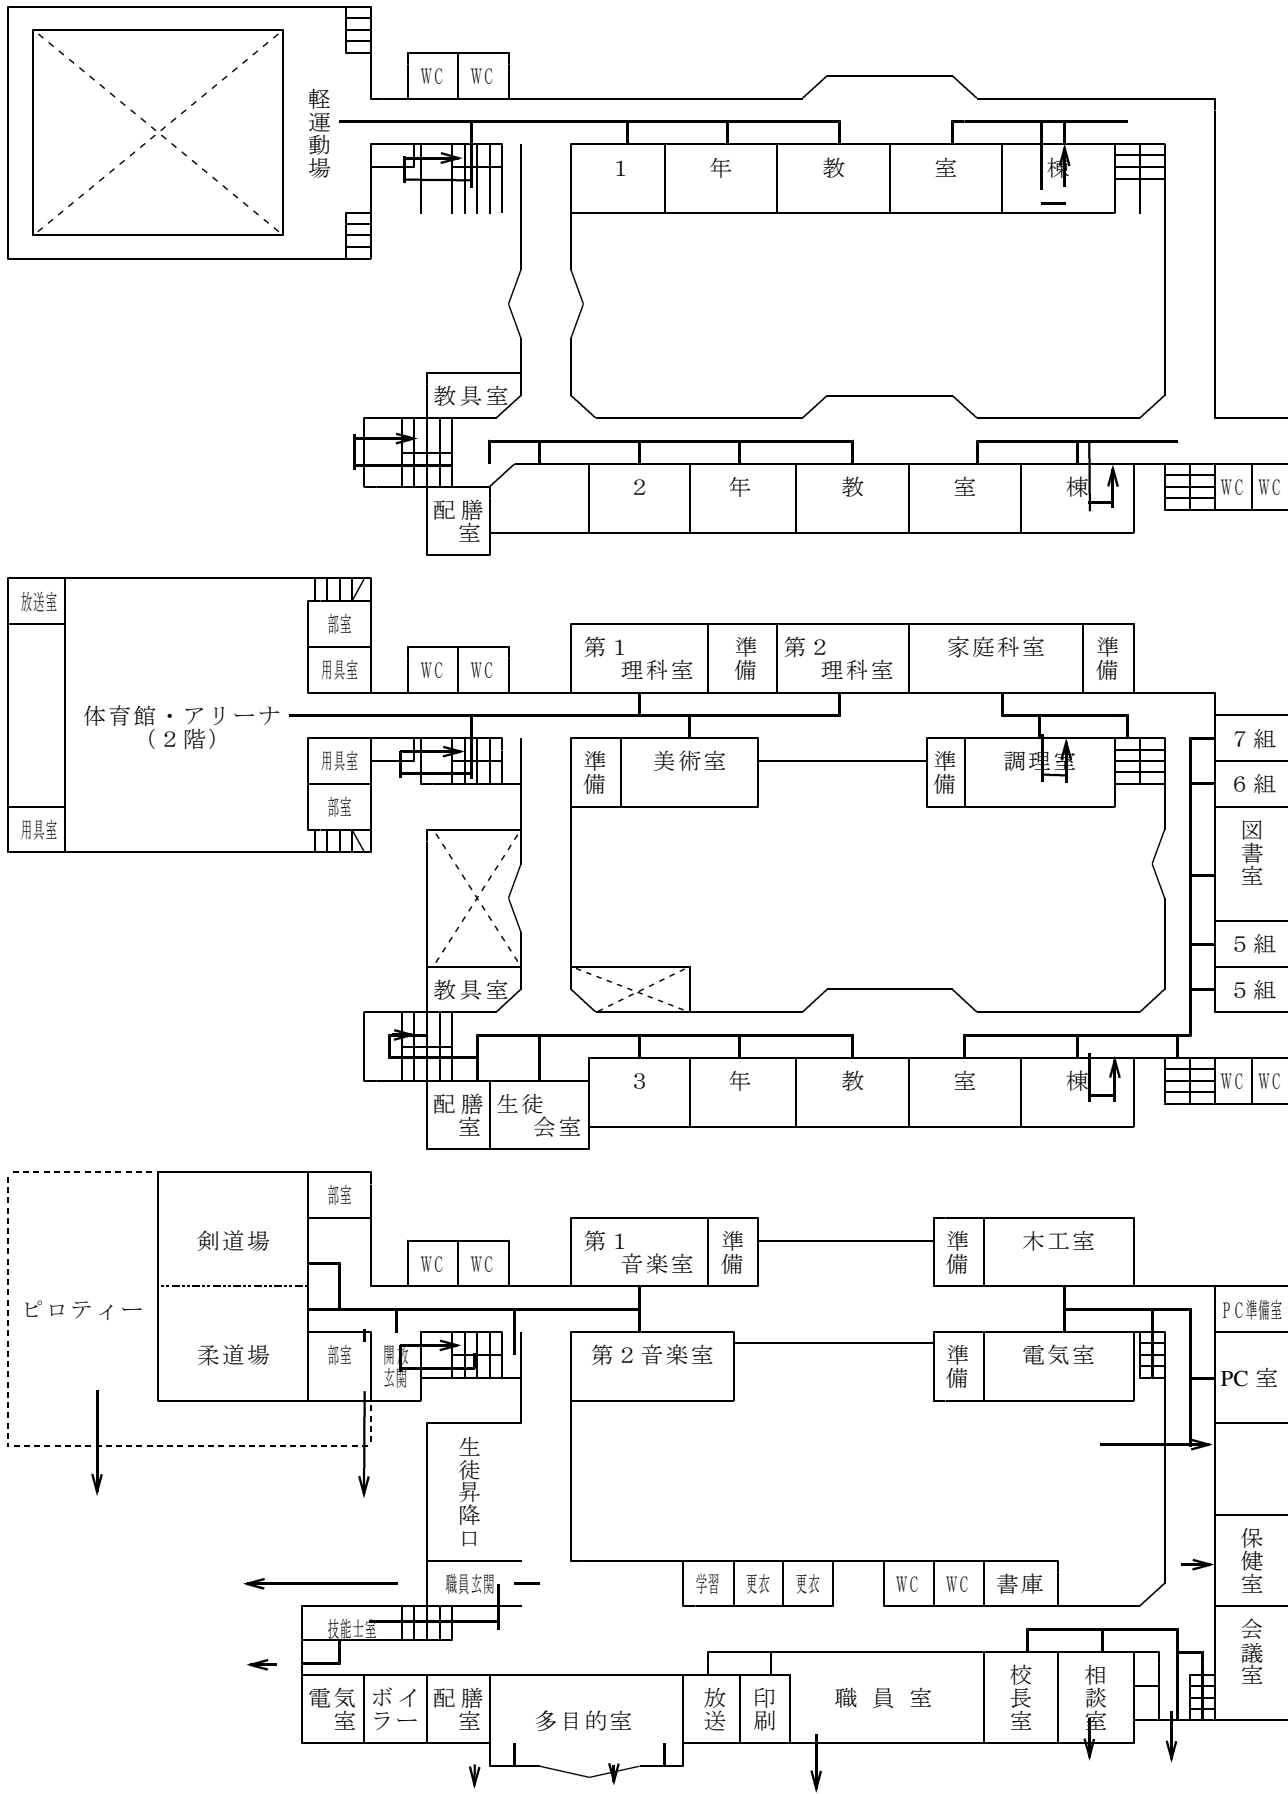 WC WC
軽運動場
１ 年 教 室 棟
教具室
２ 年 教 室 棟
WC WC
配膳室
放送室
部室
用具室
WC WC
第１理科室
準備
第２理科室
家庭科室
準備
体育館・アリーナ
（２階）
用具室
部室
用具室
準備
美術室
準備
調理室
７組
６組
図書室
５組
５組
教具室
３ 年 教 室 棟
WC WC
配膳室
生徒会室
部室
剣道場
WC WC
第１音楽室
準備
準備
木工室
ピロティー
PC準備室
柔道場
部室
開放玄関
第２音楽室
準備
電気室
PC室
生徒昇降口
保健室
職員玄関
学習
更衣
更衣
WC WC
書庫
技能士室
会議室
電気室
ボイラー
配膳室
多目的室
放送
印刷
職員室
校長室
相談室